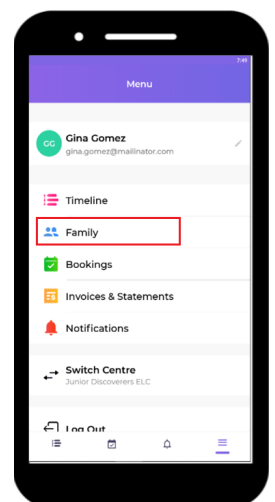 7:49
Menu
GG
Gina Gomez
gina.gomez@mailinator.com
Timeline
Family
Bookings
Invoices & Statements
Notifications
Switch Centre
Junior Discoverers ELC
Log Out